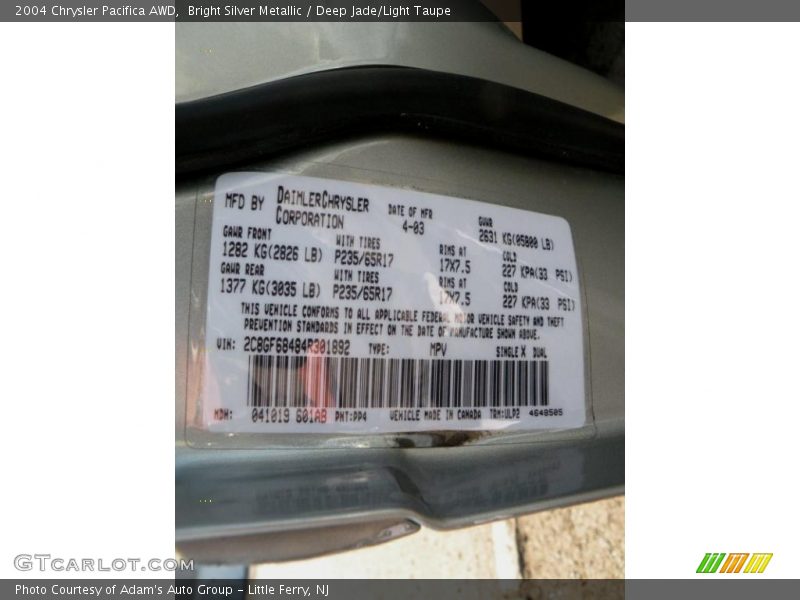 2004 Chrysler Pacifica AWD,  Bright Silver Metallic / Deep Jade/Light Taupe
MFD BY DAIMLERCHRYSLER CORPORATION DATE OF MFR 4-03 GVWR 2631 KG(05800 LB)
GAWR FRONT WITH TIRES RIMS AT COLD
1282 KG(2826 LB) P235/65R17 17X7.5 227 KPA(33 PSI)
GAWR REAR WITH TIRES RIMS AT COLD
1377 KG(3035 LB) P235/65R17 17X7.5 227 KPA(33 PSI)
THIS VEHICLE CONFORMS TO ALL APPLICABLE FEDERAL MOTOR VEHICLE SAFETY AND THEFT
PREVENTION STANDARDS IN EFFECT ON THE DATE OF MANUFACTURE SHOWN ABOVE.
VIN: 2C8GF68484R301892 TYPE: MPV SINGLE X DUAL
MDH: 041019 601AB PNT:PP4 VEHICLE MADE IN CANADA TRM:ULP2 4649505
GTCARLOT.COM
Photo Courtesy of Adam's Auto Group - Little Ferry, NJ